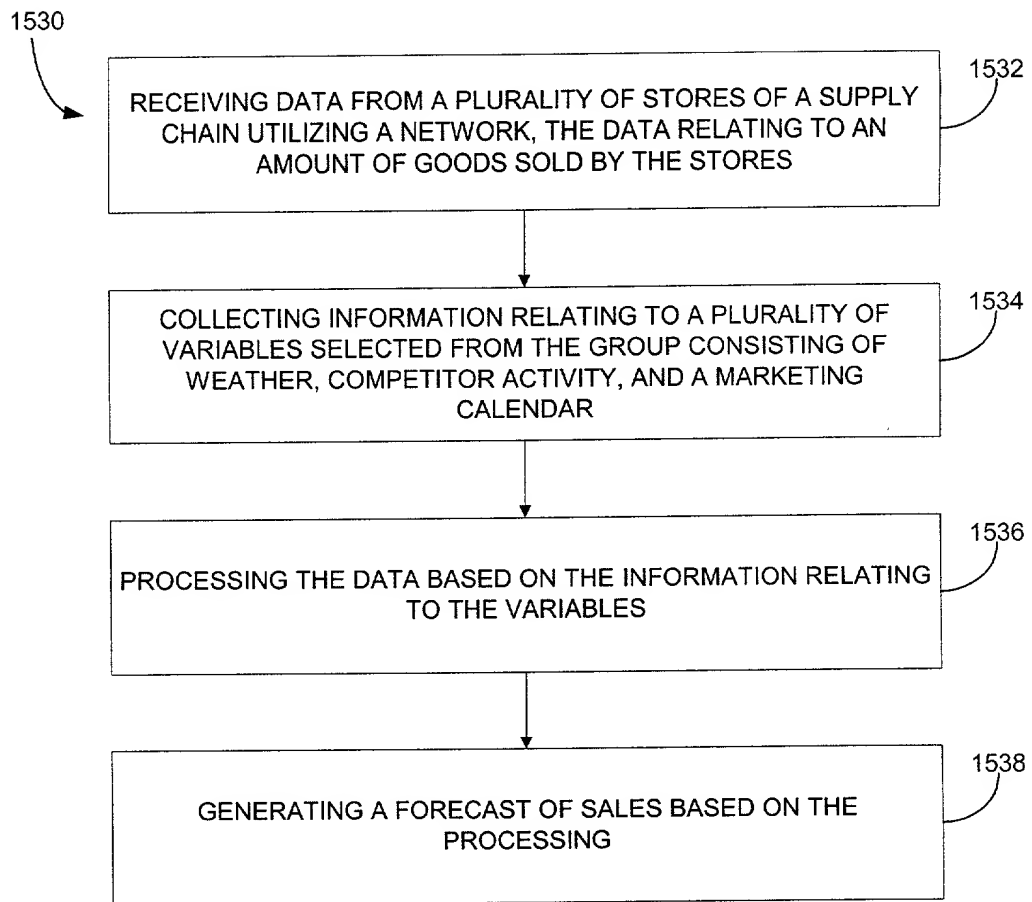 1530
1532
RECEIVING DATA FROM A PLURALITY OF STORES OF A SUPPLY
CHAIN UTILIZING A NETWORK, THE DATA RELATING TO AN
AMOUNT OF GOODS SOLD BY THE STORES
1534
COLLECTING INFORMATION RELATING TO A PLURALITY OF
VARIABLES SELECTED FROM THE GROUP CONSISTING OF
WEATHER, COMPETITOR ACTIVITY, AND A MARKETING
CALENDAR
1536
PROCESSING THE DATA BASED ON THE INFORMATION RELATING
TO THE VARIABLES
1538
GENERATING A FORECAST OF SALES BASED ON THE
PROCESSING